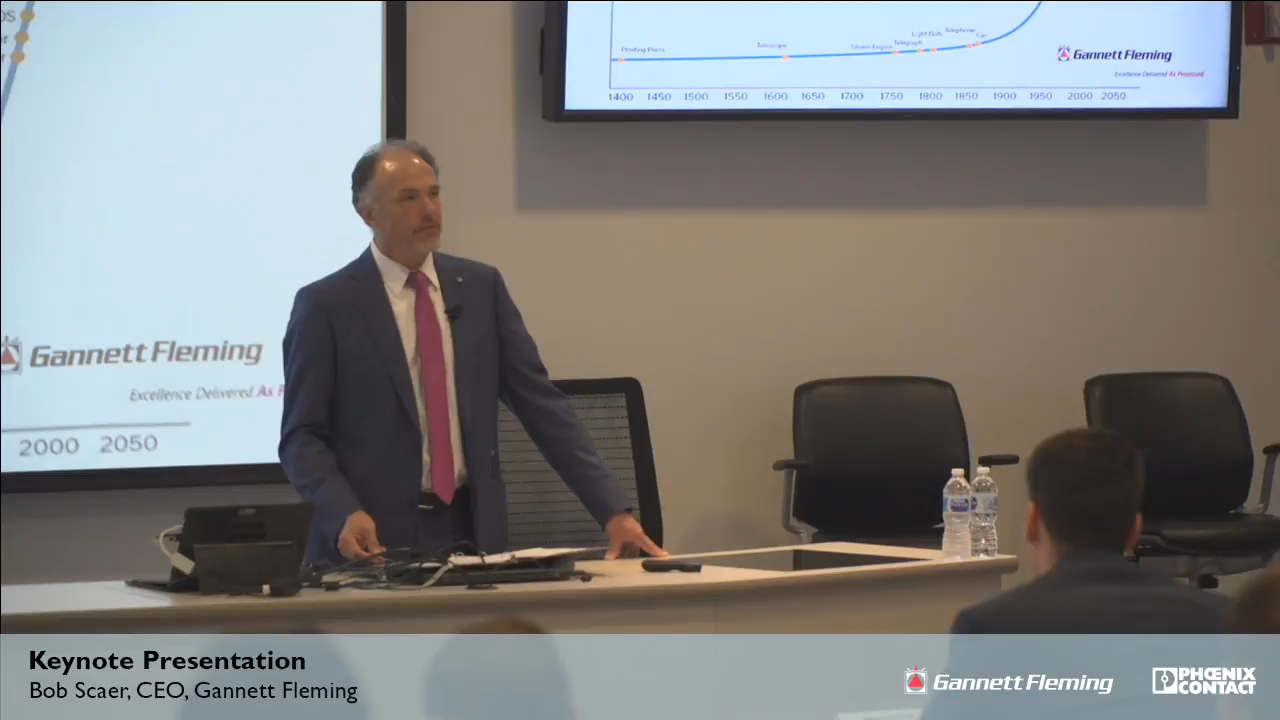 Printing Press
Telescope
Steam Engine
Telegraph
Light Bulb
Telephone
Car
Gannett Fleming
Excellence Delivered As Promised
1400 1450 1500 1550 1600 1650 1700 1750 1800 1850 1900 1950 2000 2050
Gannett Fleming
Excellence Delivered As
2000 2050
Keynote Presentation
Bob Scaer, CEO, Gannett Fleming
Gannett Fleming
PHŒNIX
CONTACT